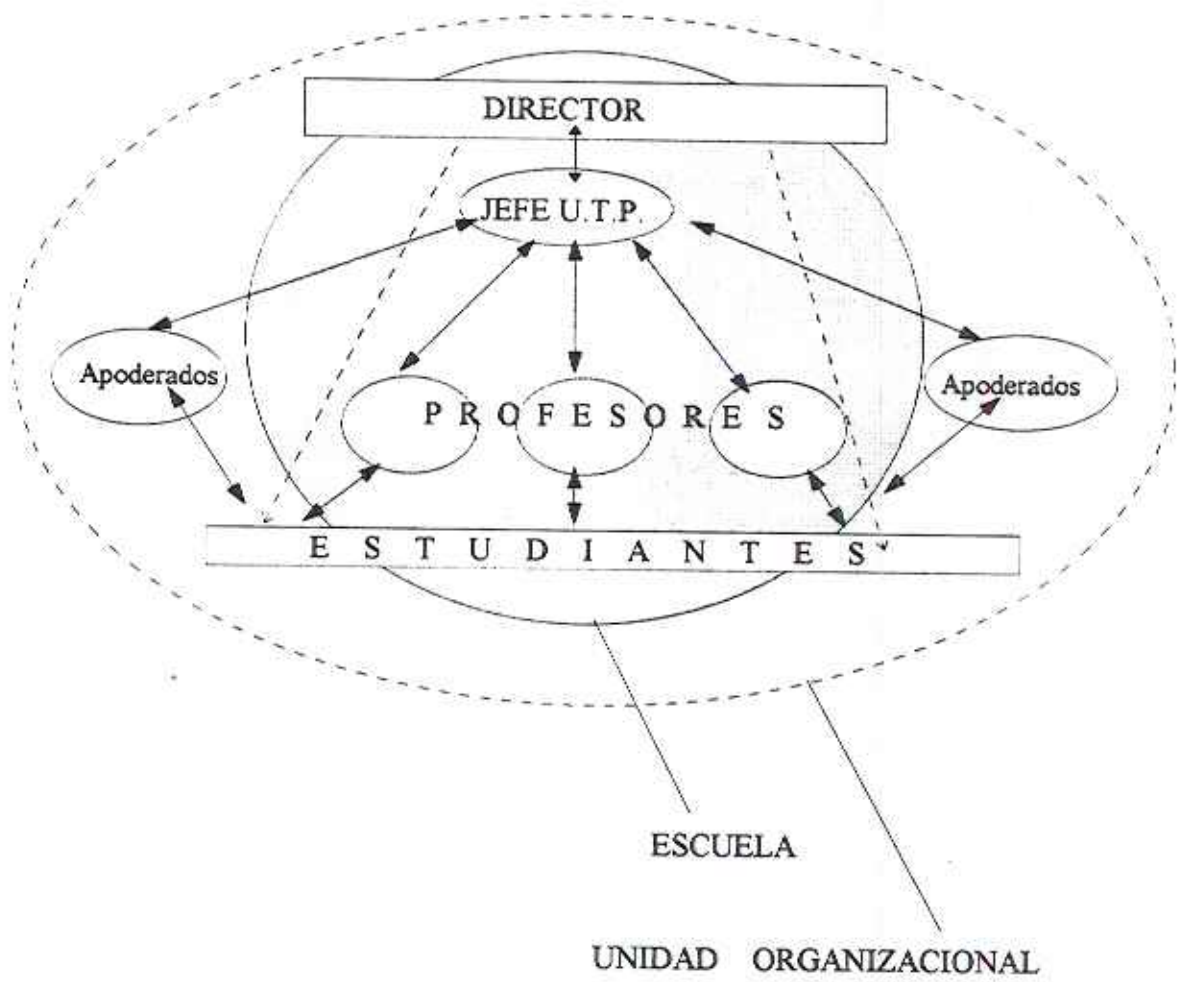 DIRECTOR
JEFE U.T.P.
Apoderados
Apoderados
P R O F E S O R E S
E S T U D I A N T E S
ESCUELA
UNIDAD ORGANIZACIONAL